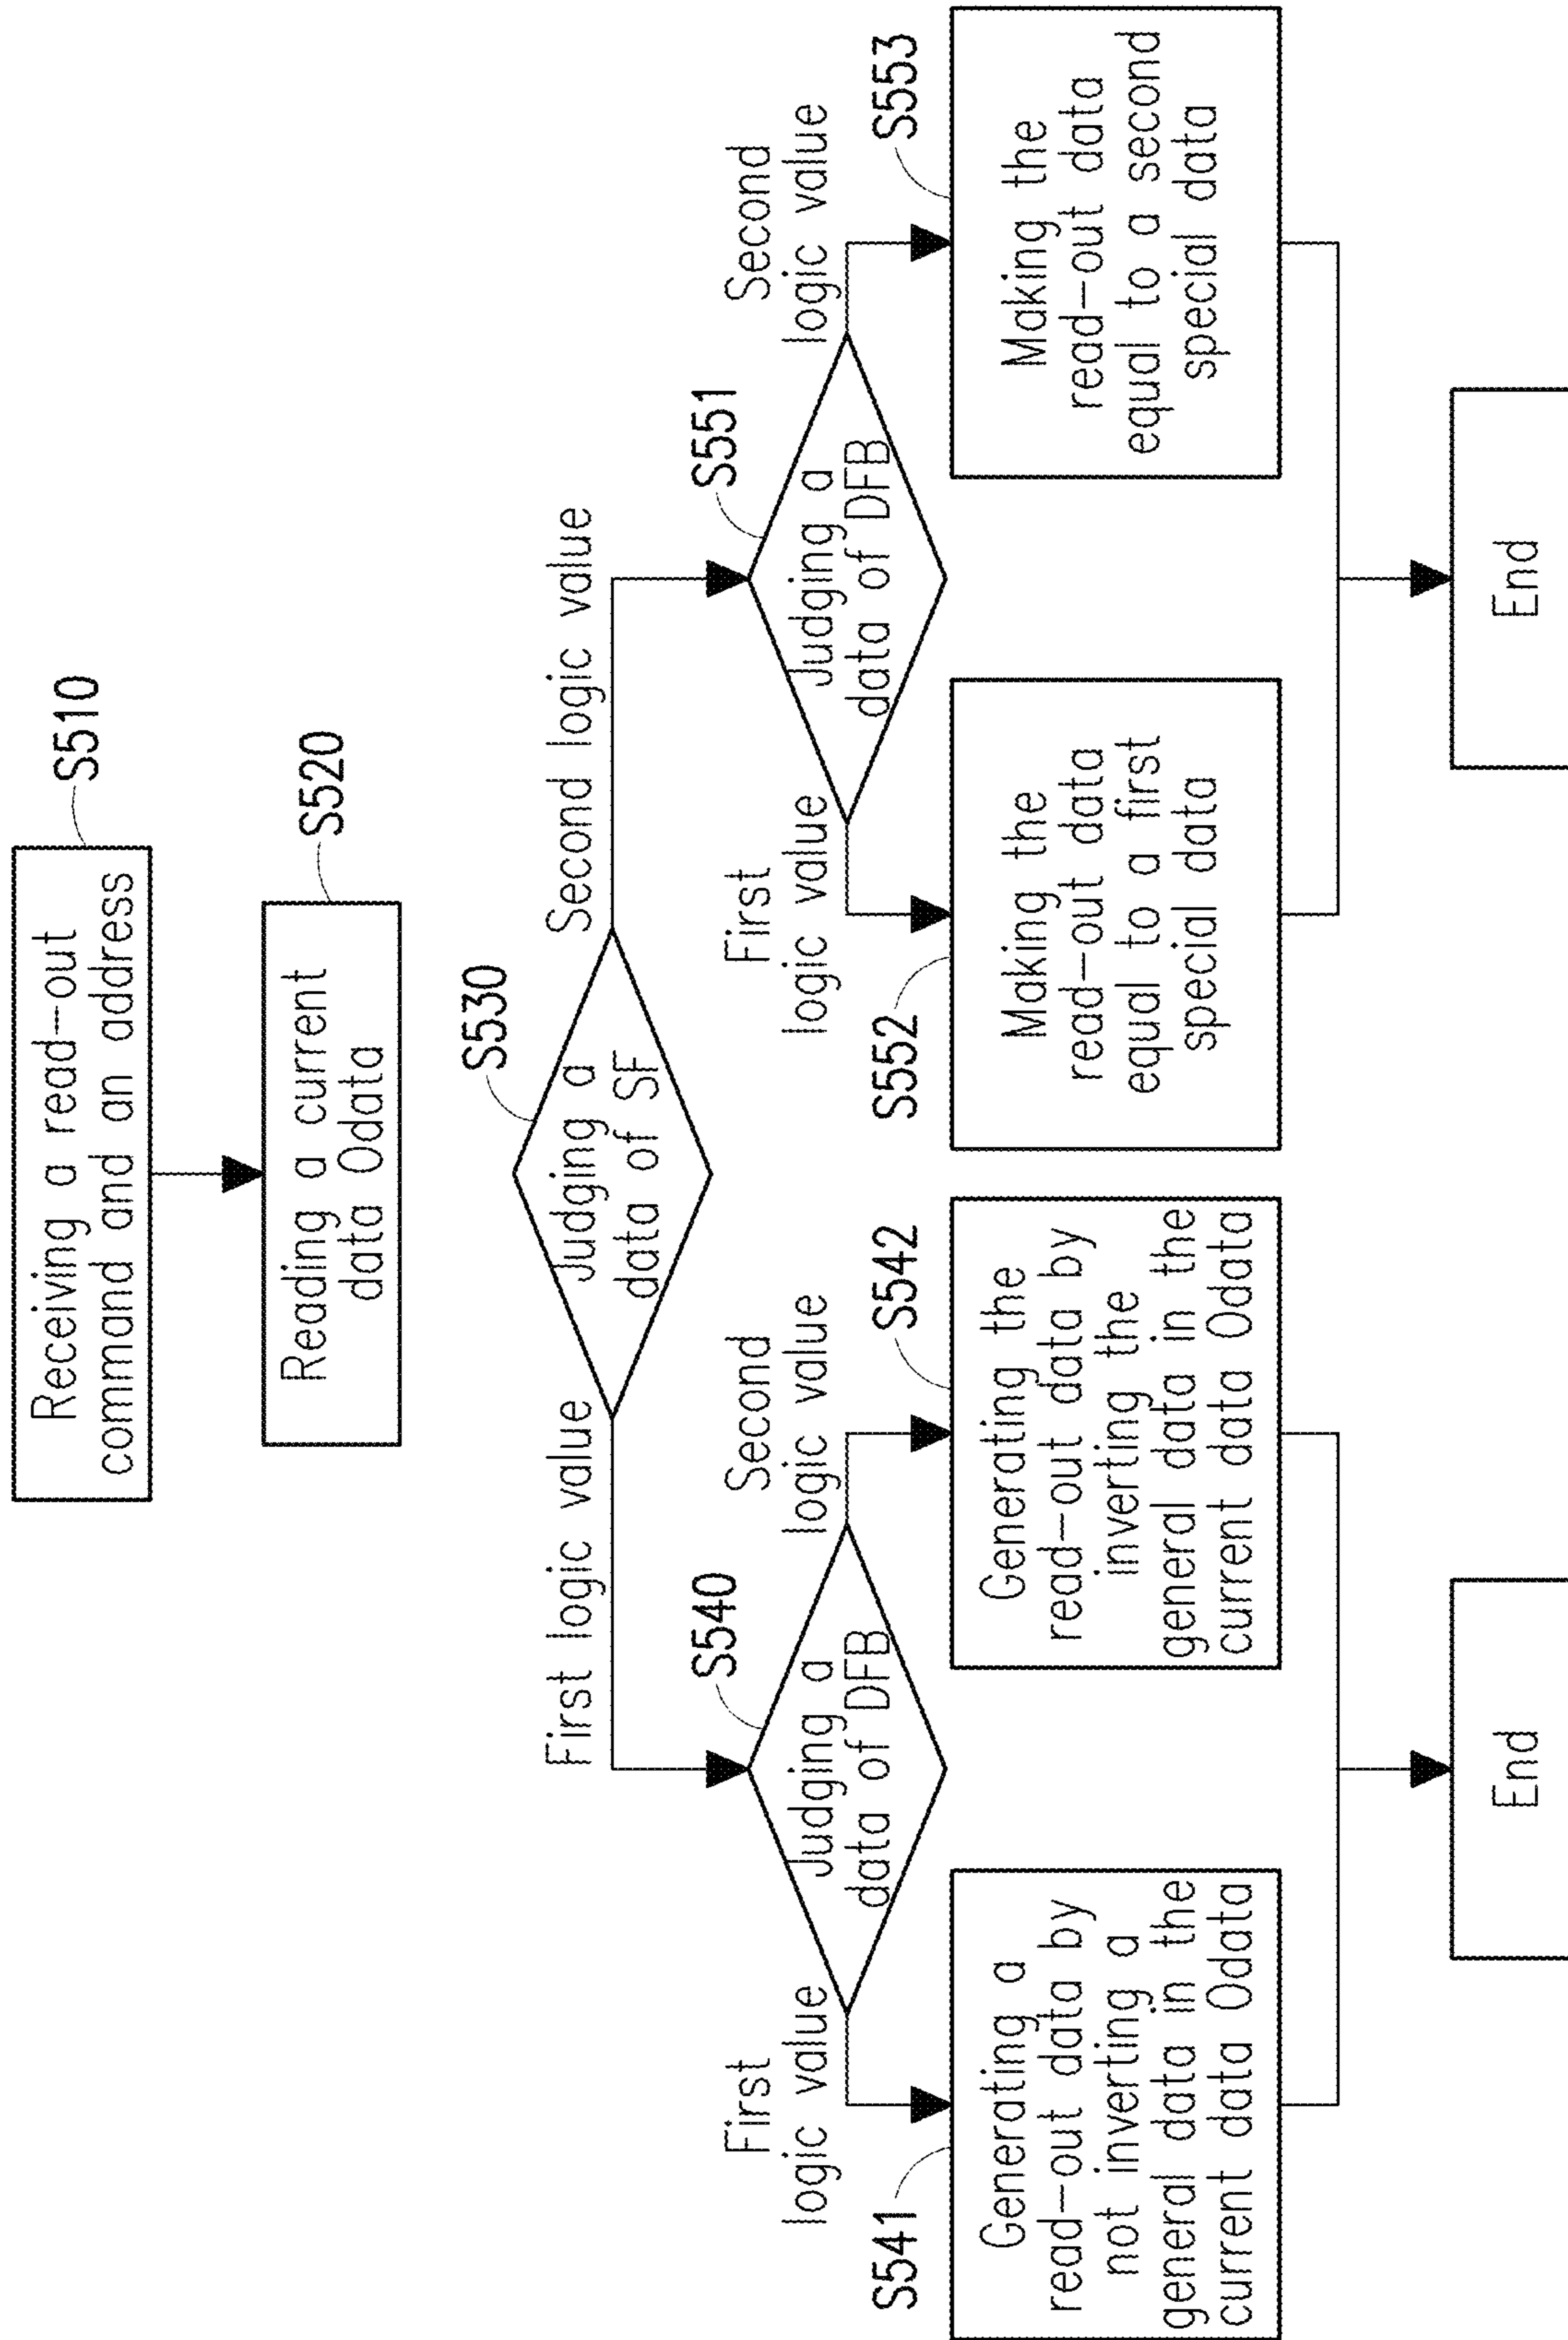 Receiving a read-out
command and an address
S510
Reading a current
data Odata
S520
S530
Judging a
data of SF
First logic value
Second logic value
S540
Judging a
data of DFB
First
logic value
Second
logic value
S551
Judging a
data of DFB
First
logic value
Second
logic value
S541
Generating a
read-out data by
not inverting a
general data in the
current data Odata
S542
Generating the
read-out data by
inverting the
general data in the
current data Odata
S552
Making the
read-out data
equal to a first
special data
S553
Making the
read-out data
equal to a second
special data
End
End